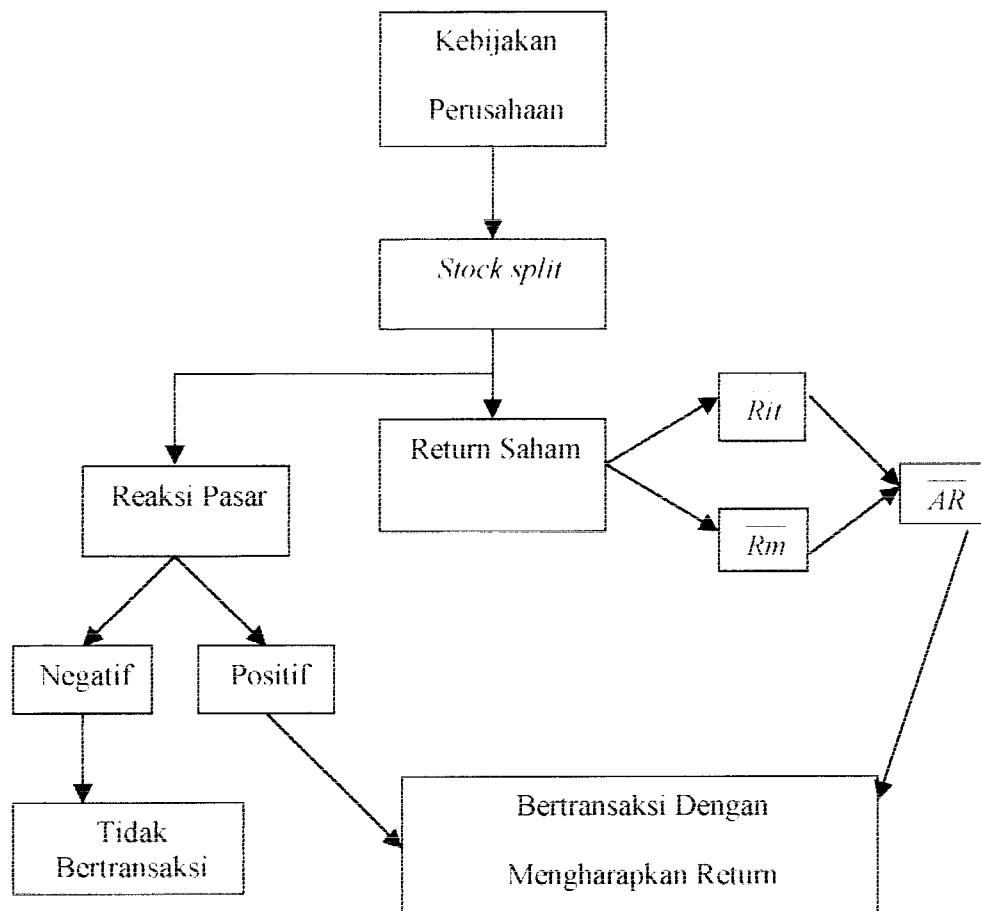 Kebijakan
Perusahaan
Stock split
Return Saham
Rit
Reaksi Pasar
AR
Rm
Negatif
Positif
Bertransaksi Dengan
Mengharapkan Return
Tidak
Bertransaksi